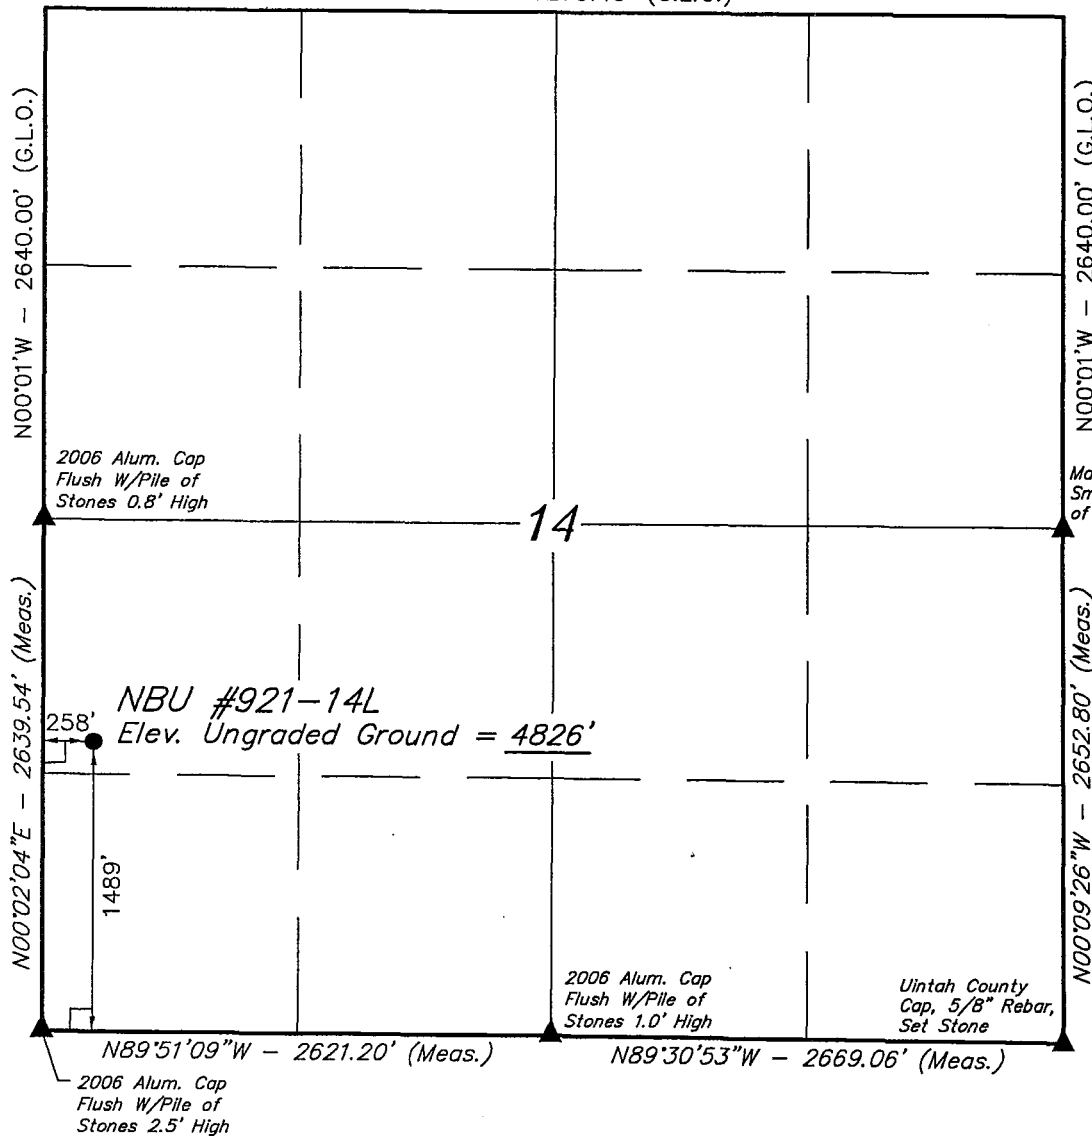 (G.L.O.)
N00°01'W - 2640.00' (G.L.O.)
N00°01'W - 2640.00' (G.L.O.)
2006 Alum. Cap
Flush W/Pile of
Stones 0.8' High
of
14
N00°02'04"E - 2639.54' (Meas.)
N00°09'26"W - 2652.80' (Meas.)
NBU #921-14L
Elev. Ungraded Ground = 4826'
258'
1489'
2006 Alum. Cap
Flush W/Pile of
Stones 1.0' High
Uintah County
Cap, 5/8" Rebar,
Set Stone
N89°51'09"W - 2621.20' (Meas.)
N89°30'53"W - 2669.06' (Meas.)
2006 Alum. Cap
Flush W/Pile of
Stones 2.5' High